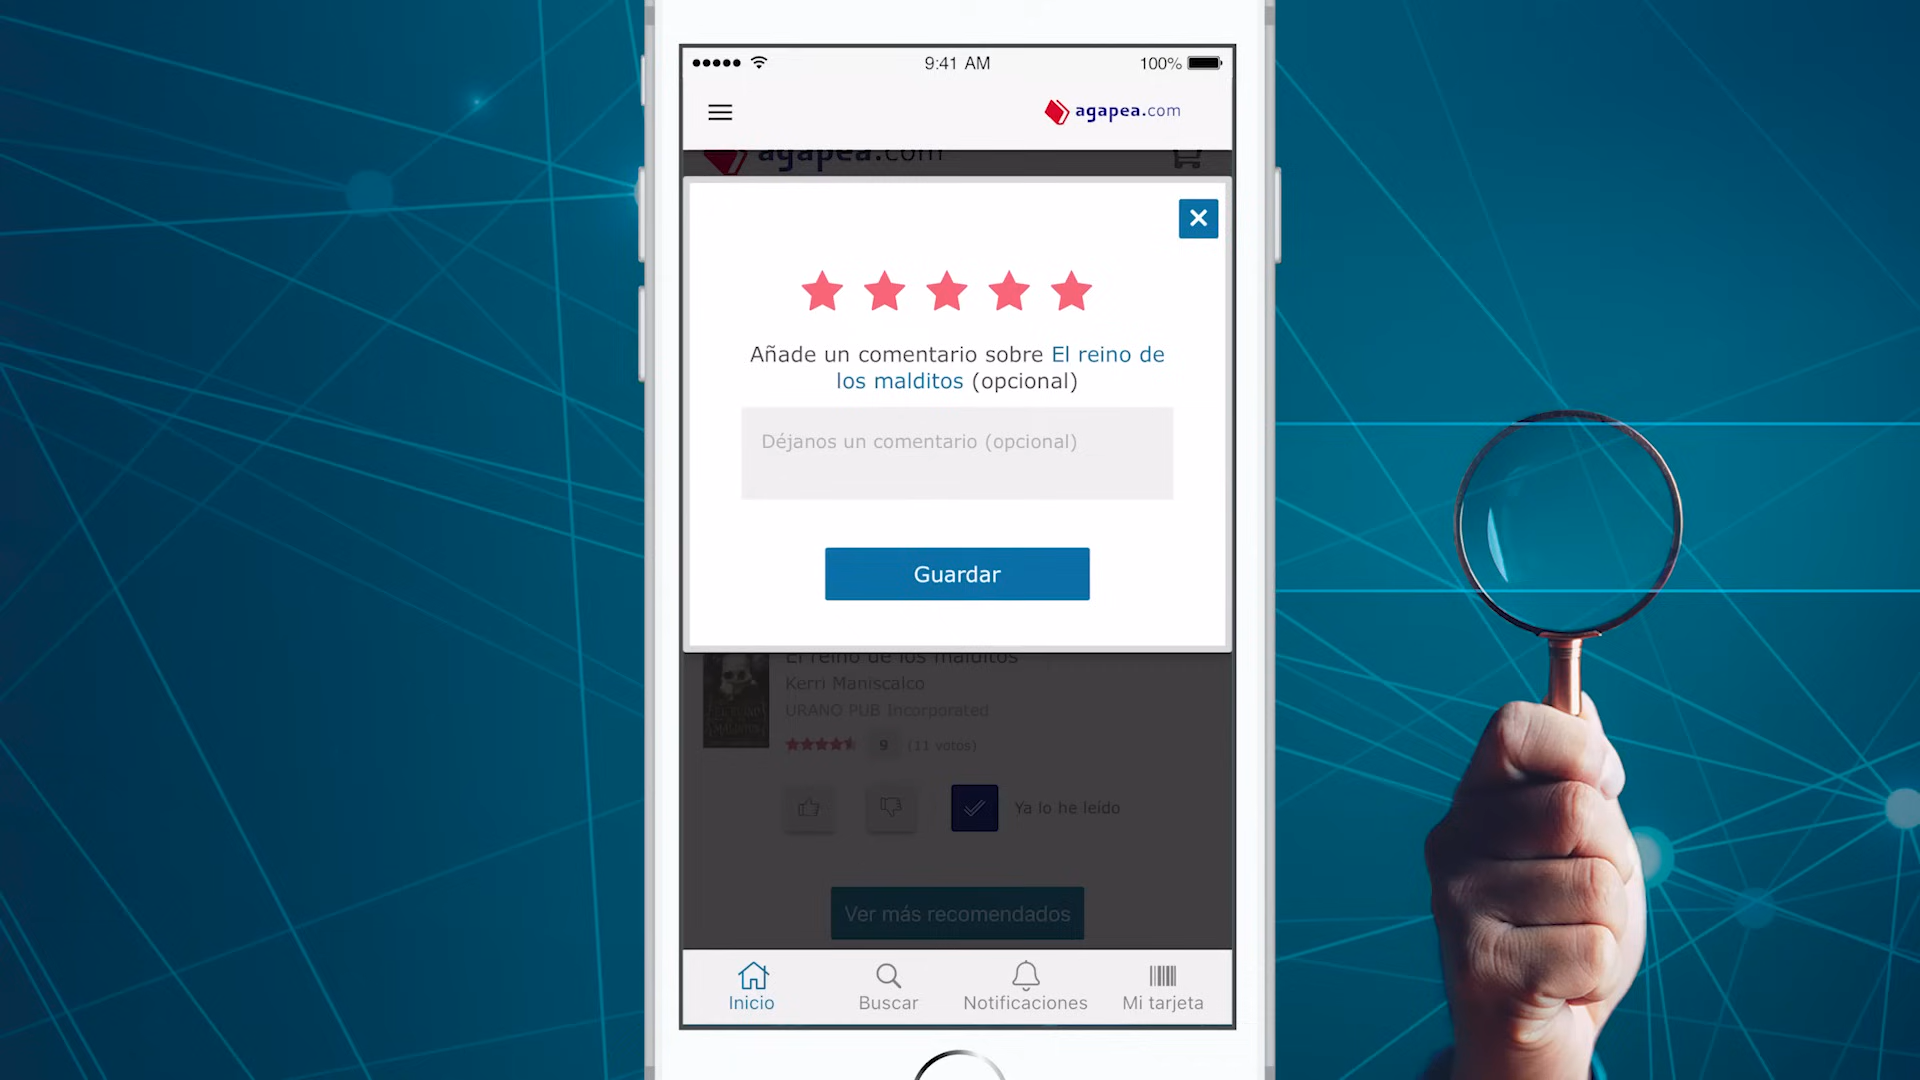 9:41 AM
100%
agapea.com
agapea.com
Añade un comentario sobre El reino de
los malditos (opcional)
Déjanos un comentario (opcional)
Guardar
El reino de los malditos
Kerri Maniscalco
URANO PUB Incorporated
9 (11 votos)
Ya lo he leído
Ver más recomendados
Inicio
Buscar
Notificaciones
Mi tarjeta